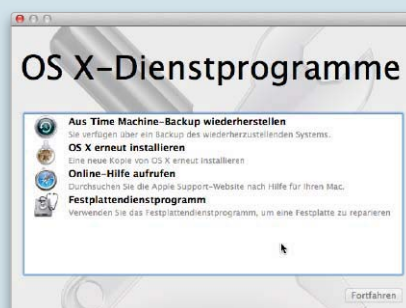 OS X-Dienstprogramme
Aus Time Machine-Backup wiederherstellen
Sie verfügen über ein Backup des wiederherzustellenden Systems.
OS X erneut installieren
Eine neue Kopie von OS X erneut installieren
Online-Hilfe aufrufen
Durchsuchen Sie die Apple Support-Website nach Hilfe für Ihren Mac.
Festplattendienstprogramm
Verwenden Sie das Festplattendienstprogramm, um eine Festplatte zu reparieren
Fortfahren